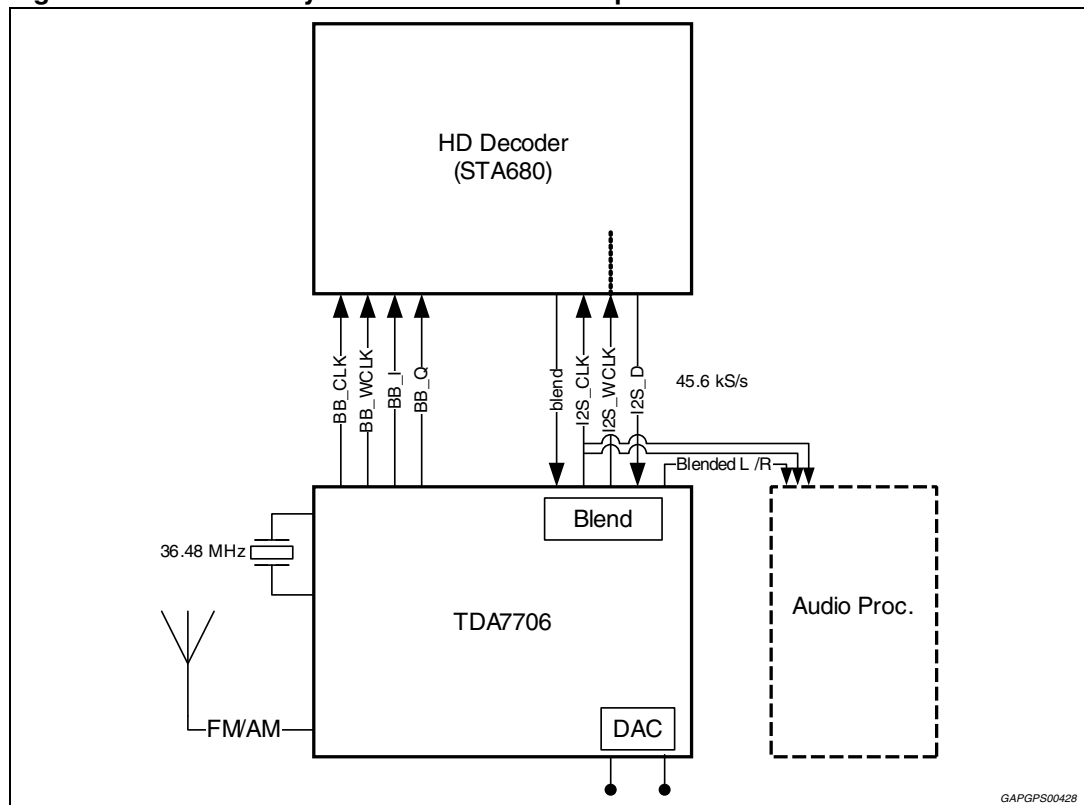 HD Decoder
(STA680)
BB_CLK
BB_WCLK
BB_I
BB_Q
blend
I2S_CLK
I2S_WCLK
I2S_D
45.6 kS/s
Blended L /R
Blend
36.48 MHz
TDA7706
Audio Proc.
FM/AM
DAC
GAPGPS00428